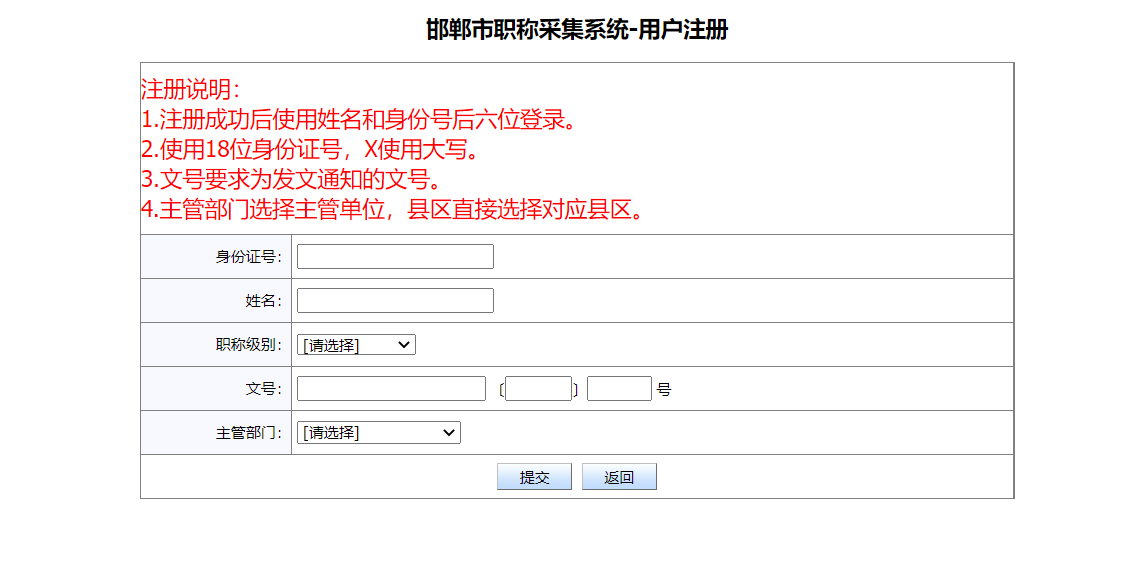 邯郸市职称采集系统-用户注册
注册说明：
1.注册成功后使用姓名和身份号后六位登录。
2.使用18位身份证号，X使用大写。
3.文号要求为发文通知的文号。
4.主管部门选择主管单位，县区直接选择对应县区。
身份证号：
姓名：
职称级别： [请选择]
文号： 〔 〕 号
主管部门： [请选择]
提交 返回